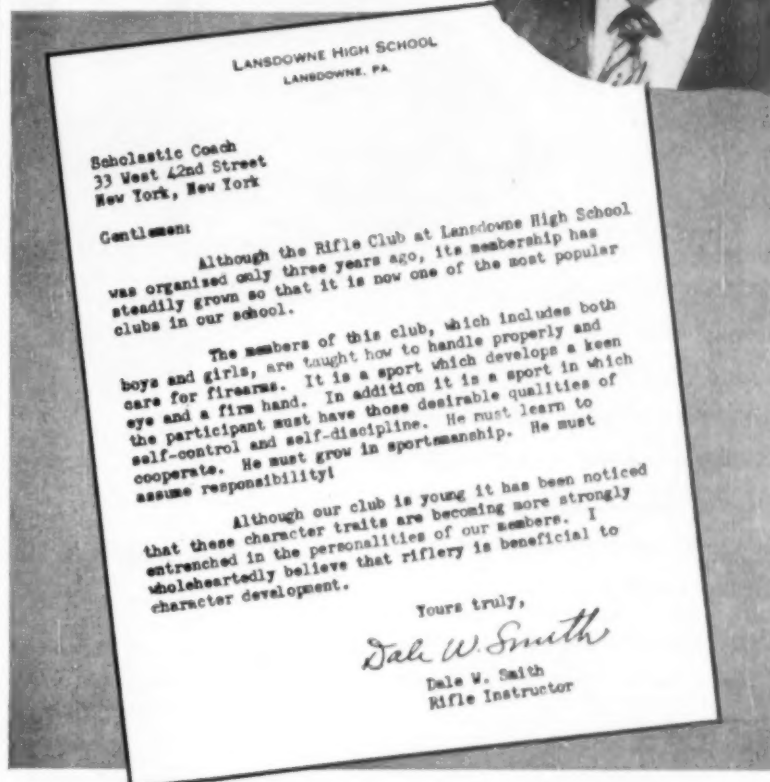 LANSDOWNE HIGH SCHOOL
LANSDOWNE, PA.
Scholastic Coach
33 West 42nd Street
New York, New York
Gentlemen:
Although the Rifle Club at Lansdowne High School
was organized only three years ago, its membership has
steadily grown so that it is now one of the most popular
clubs in our school.
The members of this club, which includes both
boys and girls, are taught how to handle properly and
care for firearms. It is a sport which develops a keen
eye and a firm hand. In addition it is a sport in which
the participant must have those desirable qualities of
self-control and self-discipline. He must learn to
cooperate. He must grow in sportsmanship. He must
assume responsibility!
Although our club is young it has been noticed
that these character traits are becoming more strongly
entrenched in the personalities of our members. I
wholeheartedly believe that riflery is beneficial to
character development.
Yours truly,
Dale W. Smith
Dale W. Smith
Rifle Instructor